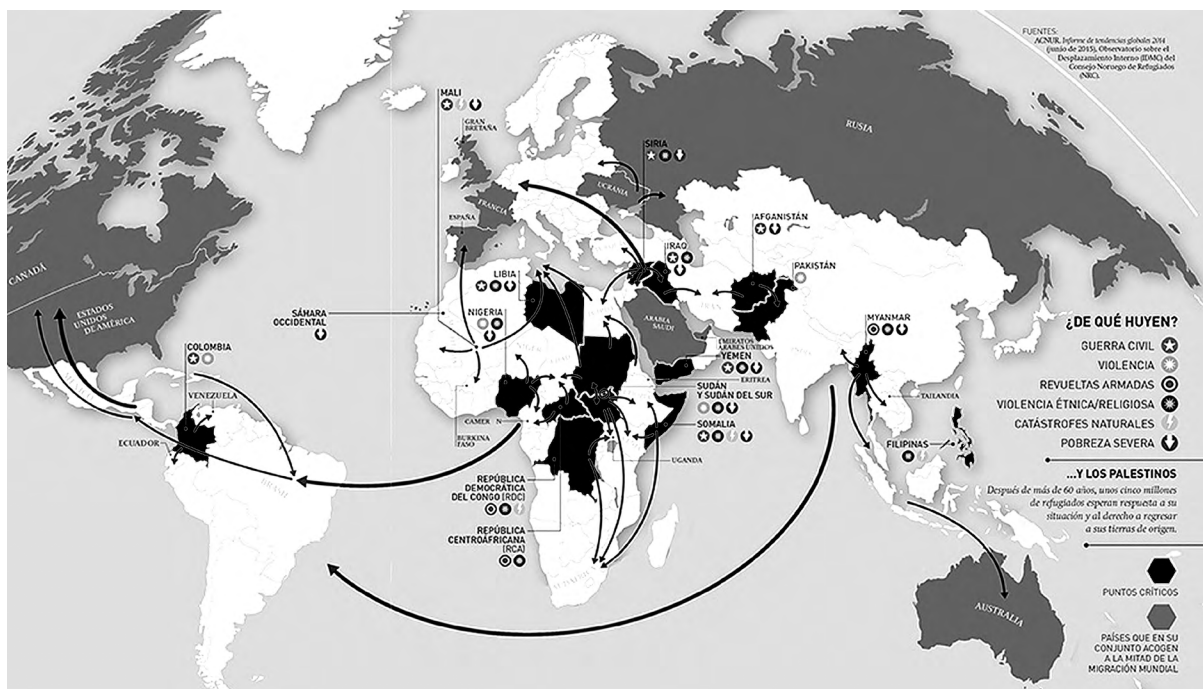 FUENTES:
ACNUR, Informe de tendencias globales 2014
(junio de 2015), Observatorio sobre el
Desplazamiento Interno (IDMC) del
Consejo Noruego de Refugiados
(NRC).
MALI
GRAN
BRETAÑA
RUSIA
SIRIA
UCRANIA
FRANCIA
ESPAÑA
CANADÁ
ESTADOS
UNIDOS
DE AMÉRICA
AFGANISTÁN
IRAQ
PAKISTÁN
LIBIA
IRÁN
NIGERIA
SÁHARA
OCCIDENTAL
ARABIA
SAUDÍ
EMIRATOS
ÁRABES UNIDOS
MYANMAR
COLOMBIA
YEMEN
ERITREA
VENEZUELA
SUDÁN
Y SUDÁN DEL SUR
TAILANDIA
CAMER N
SOMALIA
ECUADOR
BURKINA
FASO
FILIPINAS
UGANDA
BRASIL
REPÚBLICA
DEMOCRÁTICA
DEL CONGO (RDC)
REPÚBLICA
CENTROAFRICANA
(RCA)
AUSTRALIA
¿DE QUÉ HUYEN?
GUERRA CIVIL
VIOLENCIA
REVUELTAS ARMADAS
VIOLENCIA ÉTNICA/RELIGIOSA
CATÁSTROFES NATURALES
POBREZA SEVERA
...Y LOS PALESTINOS
Después de más de 60 años, unos cinco millones
de refugiados esperan respuesta a su
situación y al derecho a regresar
a sus tierras de origen.
PUNTOS CRÍTICOS
PAÍSES QUE EN SU
CONJUNTO ACOGEN
A LA MITAD DE LA
MIGRACIÓN MUNDIAL